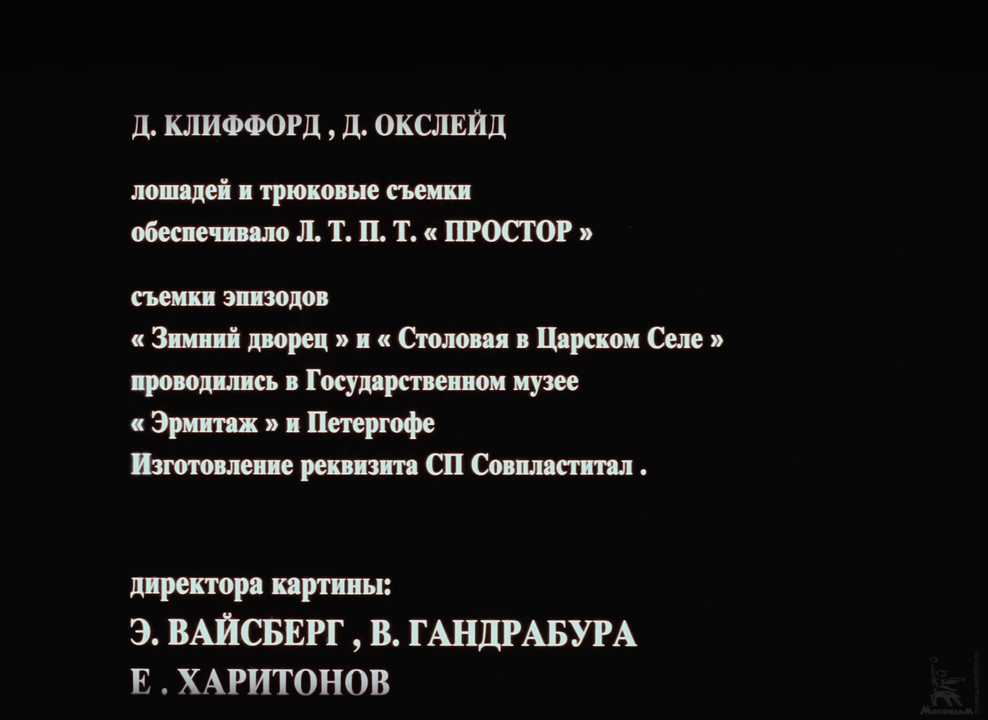 Д. КЛИФФОРД , Д. ОКСЛЕЙД
лошадей и трюковые съемки
обеспечивало Л. Т. П. Т. « ПРОСТОР »
съемки эпизодов
« Зимний дворец » и « Столовая в Царском Селе »
проводились в Государственном музее
« Эрмитаж » и Петергофе
Изготовление реквизита СП Совпластитал .
директора картины:
Э. ВАЙСБЕРГ , В. ГАНДРАБУРА
Е . ХАРИТОНОВ
МОСФИЛЬМ